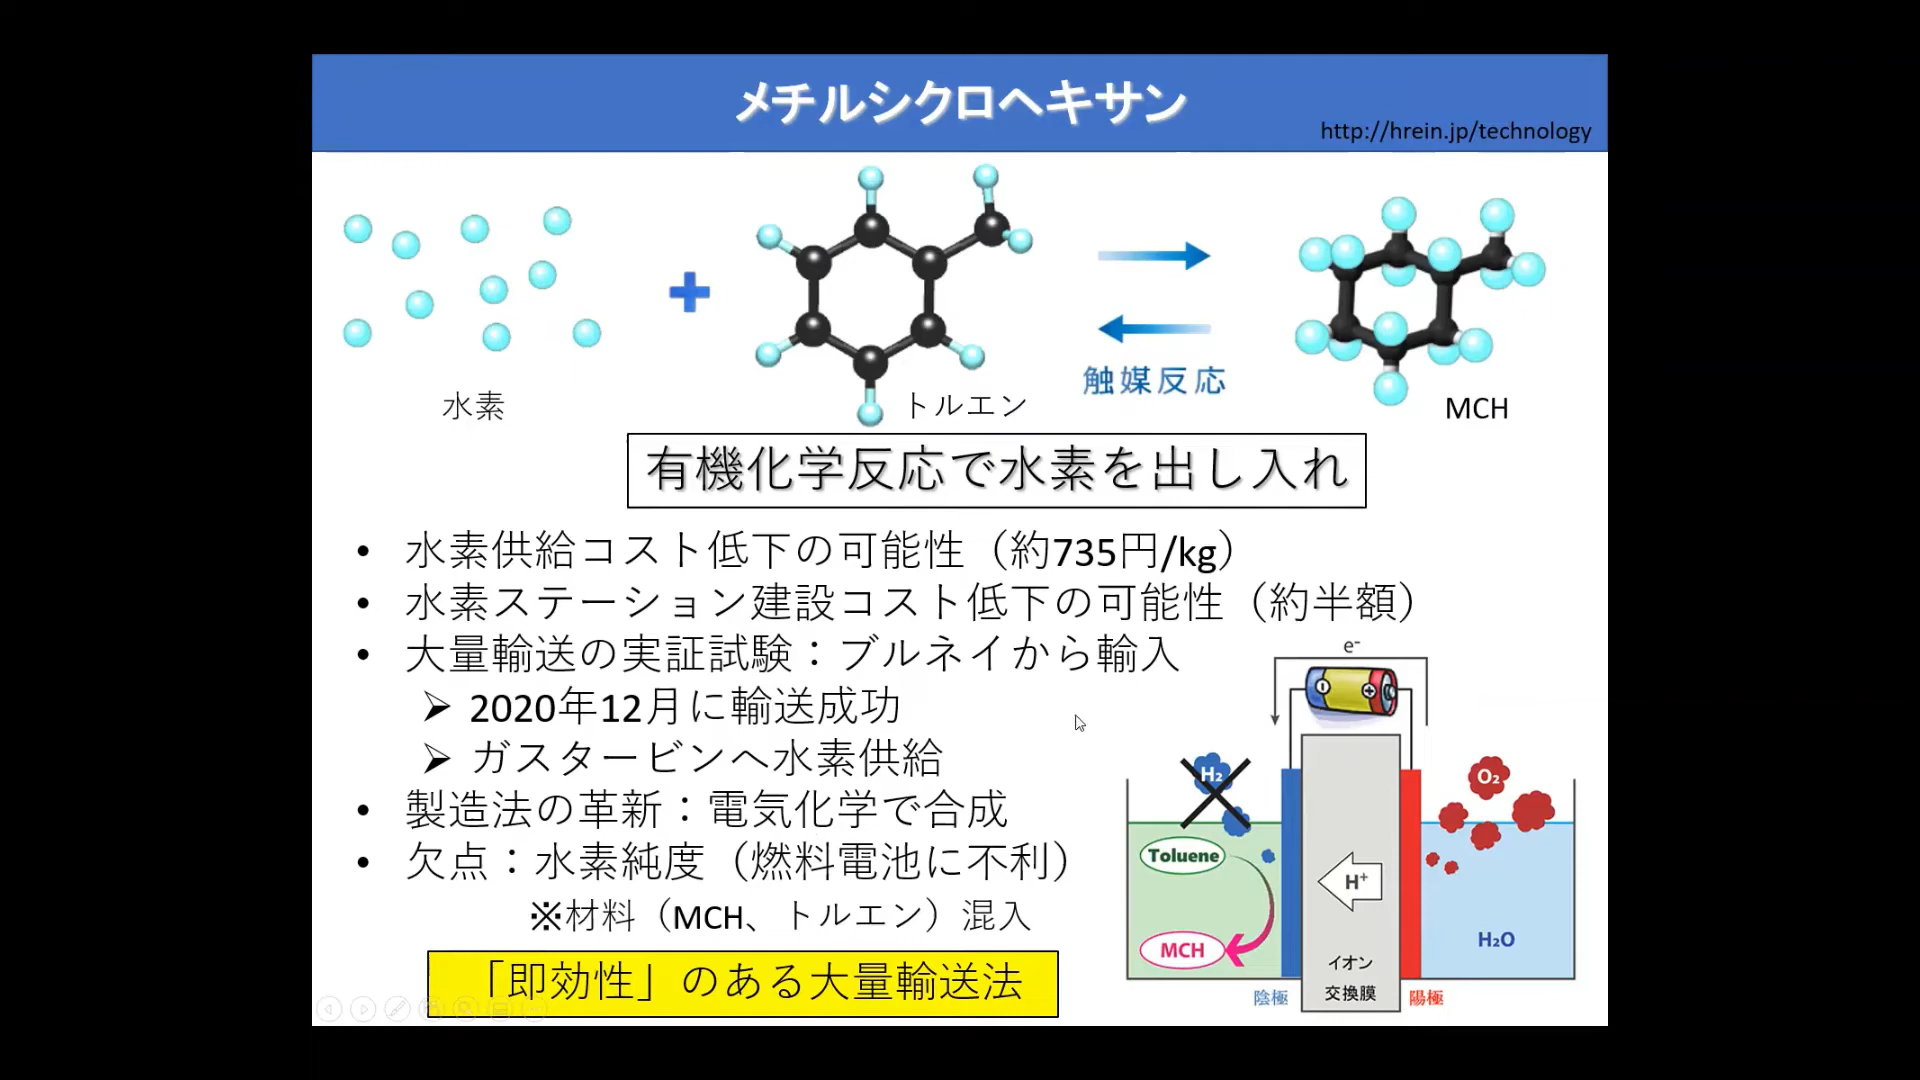 メチルシクロヘキサン
http://hrein.jp/technology
水素
トルエン
触媒反応
MCH
有機化学反応で水素を出し入れ
• 水素供給コスト低下の可能性（約735円/kg）
• 水素ステーション建設コスト低下の可能性（約半額）
• 大量輸送の実証試験：ブルネイから輸入
➢ 2020年12月に輸送成功
➢ ガスタービンへ水素供給
• 製造法の革新：電気化学で合成
• 欠点：水素純度（燃料電池に不利）
※材料（MCH、トルエン）混入
「即効性」のある大量輸送法
e-
H₂
O₂
Toluene
H⁺
MCH
H₂O
イオン
交換膜
陰極
陽極